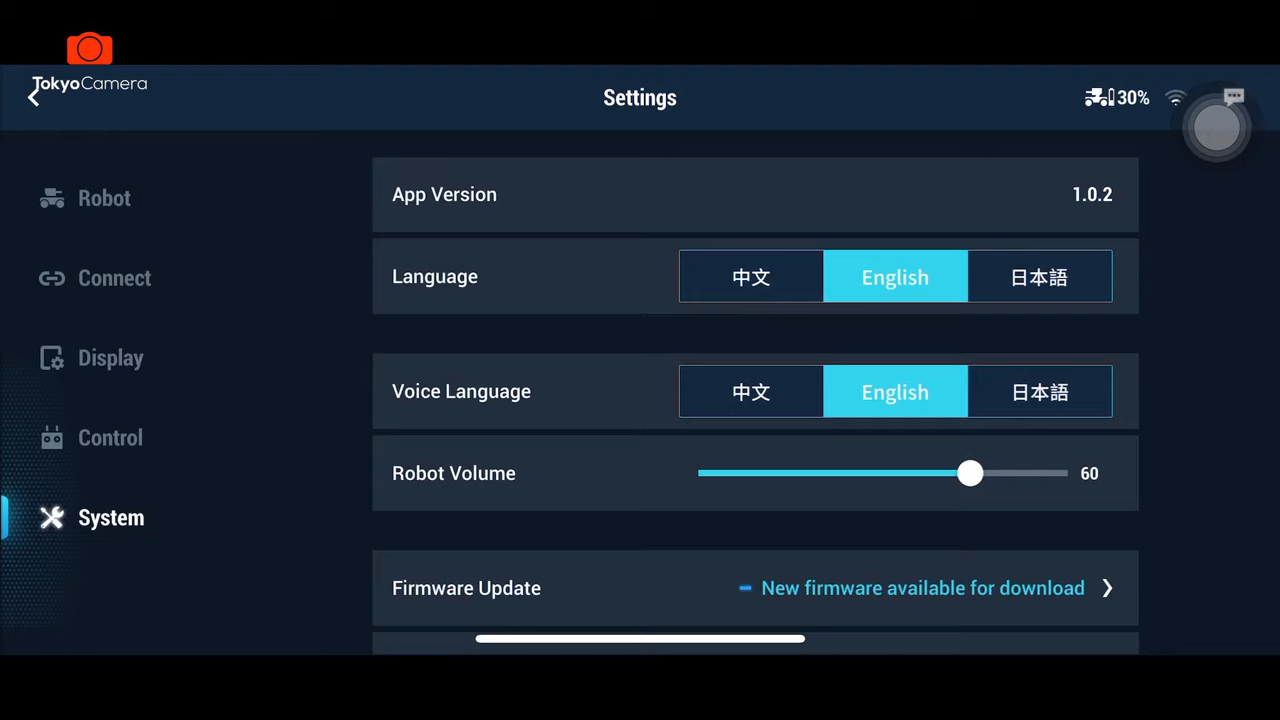 TokyoCamera
Settings
30%
Robot
Connect
Display
Control
System
App Version 1.0.2
Language 中文 English 日本語
Voice Language 中文 English 日本語
Robot Volume 60
Firmware Update New firmware available for download